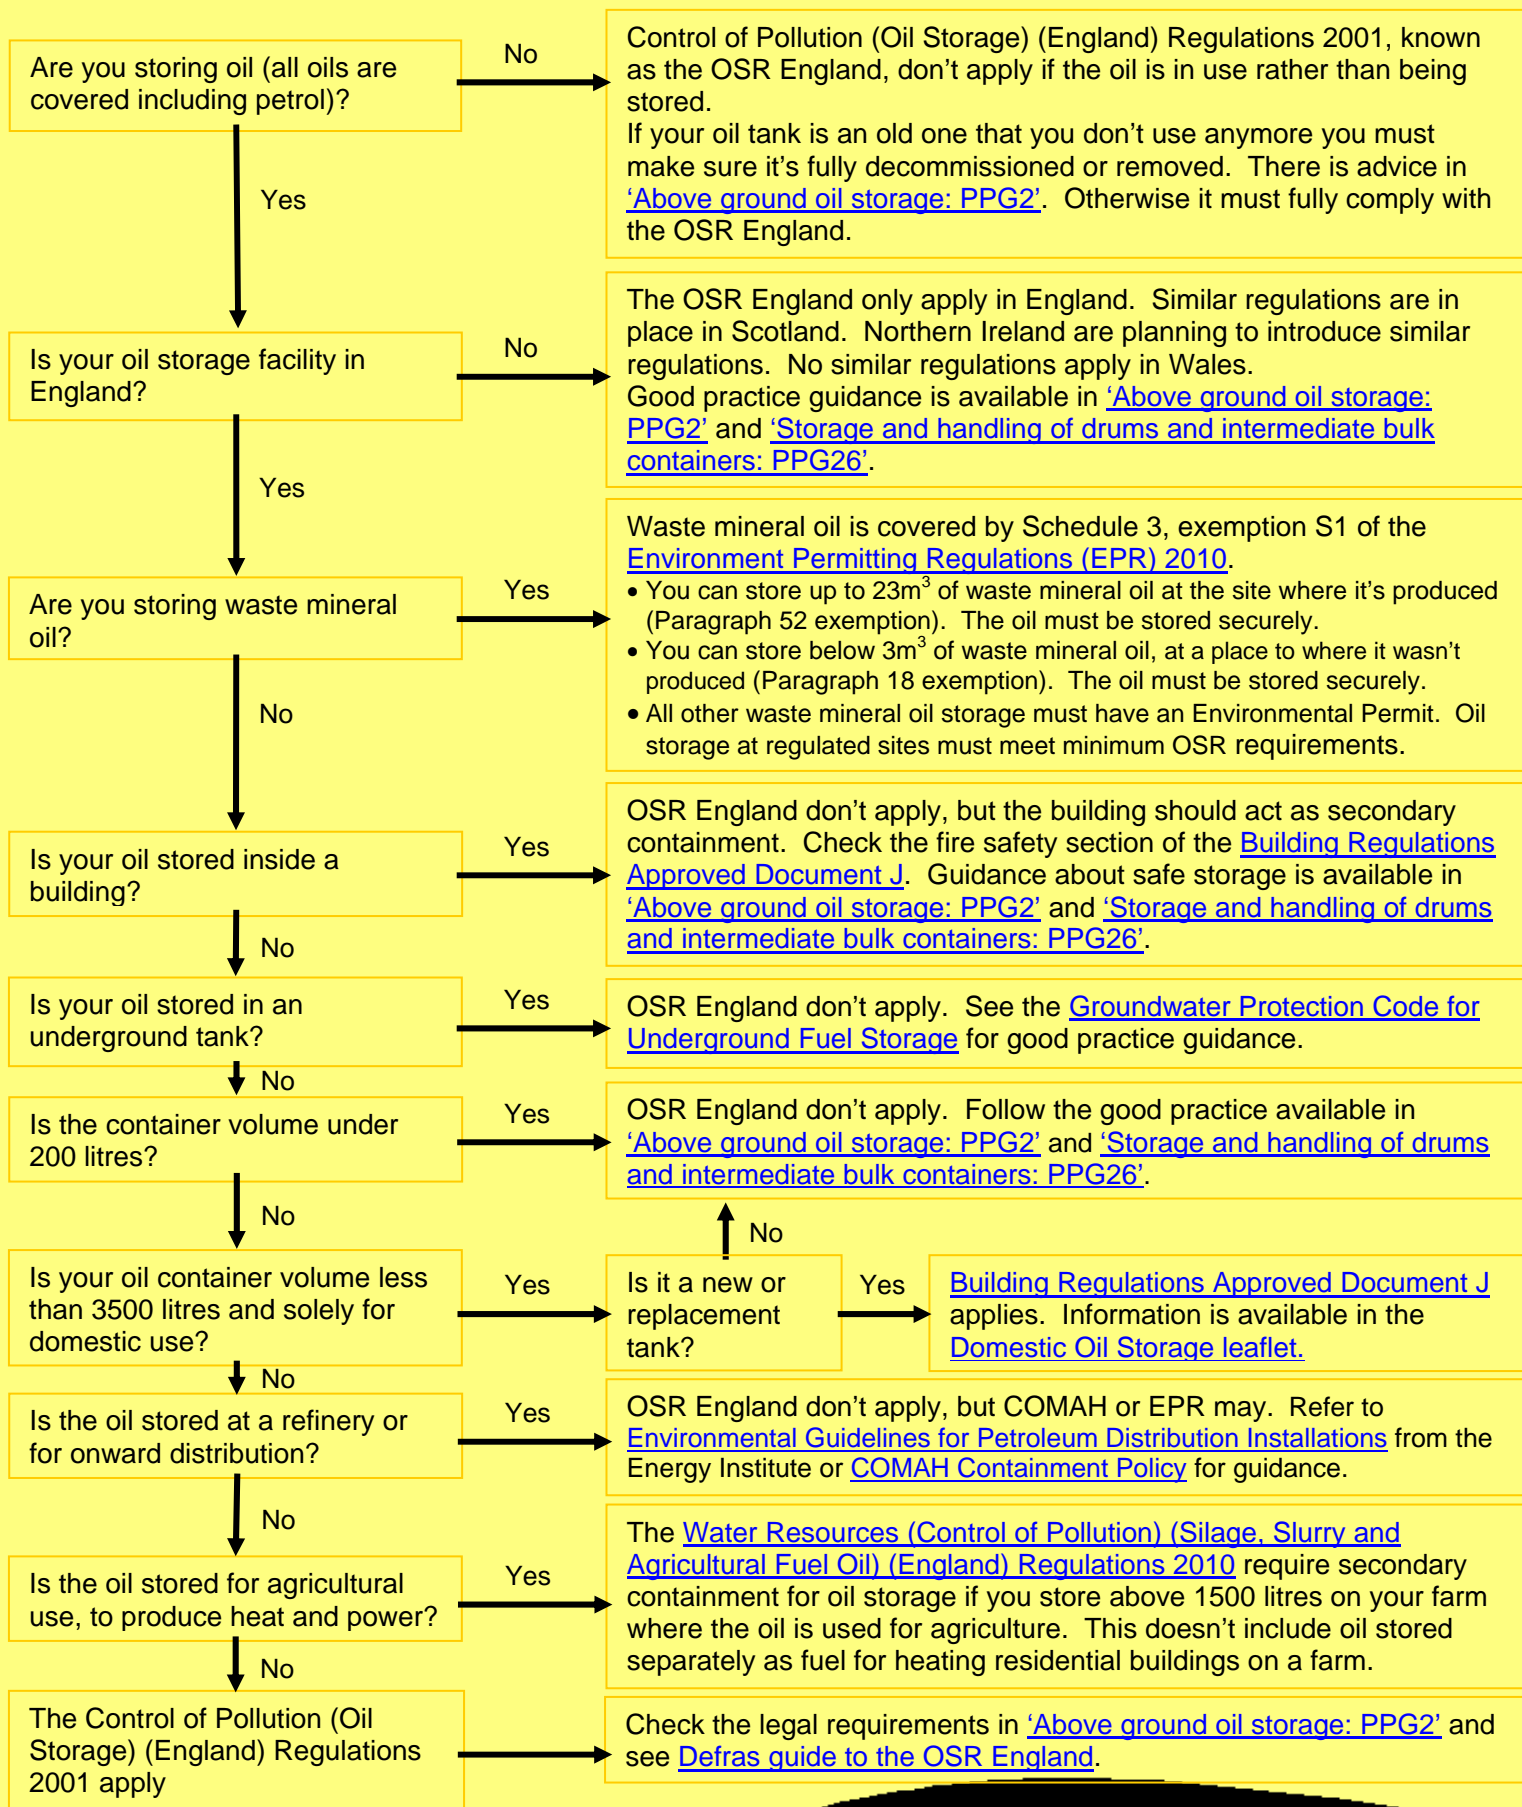 Are you storing oil (all oils are
covered including petrol)?
No
Control of Pollution (Oil Storage) (England) Regulations 2001, known
as the OSR England, don’t apply if the oil is in use rather than being
stored.
If your oil tank is an old one that you don’t use anymore you must
make sure it’s fully decommissioned or removed. There is advice in
‘Above ground oil storage: PPG2’. Otherwise it must fully comply with
the OSR England.
Yes
Is your oil storage facility in
England?
No
The OSR England only apply in England. Similar regulations are in
place in Scotland. Northern Ireland are planning to introduce similar
regulations. No similar regulations apply in Wales.
Good practice guidance is available in ‘Above ground oil storage:
PPG2’ and ‘Storage and handling of drums and intermediate bulk
containers: PPG26’.
Yes
Are you storing waste mineral
oil?
Yes
Waste mineral oil is covered by Schedule 3, exemption S1 of the
Environment Permitting Regulations (EPR) 2010.
• You can store up to 23m³ of waste mineral oil at the site where it’s produced
(Paragraph 52 exemption). The oil must be stored securely.
• You can store below 3m³ of waste mineral oil, at a place to where it wasn’t
produced (Paragraph 18 exemption). The oil must be stored securely.
• All other waste mineral oil storage must have an Environmental Permit. Oil
storage at regulated sites must meet minimum OSR requirements.
No
Is your oil stored inside a
building?
Yes
OSR England don’t apply, but the building should act as secondary
containment. Check the fire safety section of the Building Regulations
Approved Document J. Guidance about safe storage is available in
‘Above ground oil storage: PPG2’ and ‘Storage and handling of drums
and intermediate bulk containers: PPG26’.
No
Is your oil stored in an
underground tank?
Yes
OSR England don’t apply. See the Groundwater Protection Code for
Underground Fuel Storage for good practice guidance.
No
Is the container volume under
200 litres?
Yes
OSR England don’t apply. Follow the good practice available in
‘Above ground oil storage: PPG2’ and ‘Storage and handling of drums
and intermediate bulk containers: PPG26’.
No
No
Is your oil container volume less
than 3500 litres and solely for
domestic use?
Yes
Is it a new or
replacement
tank?
Yes
Building Regulations Approved Document J
applies. Information is available in the
Domestic Oil Storage leaflet.
No
Is the oil stored at a refinery or
for onward distribution?
Yes
OSR England don’t apply, but COMAH or EPR may. Refer to
Environmental Guidelines for Petroleum Distribution Installations from the
Energy Institute or COMAH Containment Policy for guidance.
No
Is the oil stored for agricultural
use, to produce heat and power?
Yes
The Water Resources (Control of Pollution) (Silage, Slurry and
Agricultural Fuel Oil) (England) Regulations 2010 require secondary
containment for oil storage if you store above 1500 litres on your farm
where the oil is used for agriculture. This doesn’t include oil stored
separately as fuel for heating residential buildings on a farm.
No
The Control of Pollution (Oil
Storage) (England) Regulations
2001 apply
Check the legal requirements in ‘Above ground oil storage: PPG2’ and
see Defras guide to the OSR England.